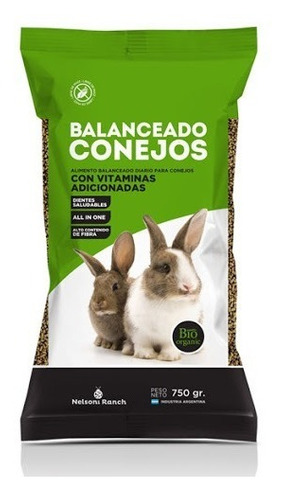 BALANCEADO
CONEJOS
ALIMENTO BALANCEADO DIARIO PARA CONEJOS
CON VITAMINAS
ADICIONADAS
DIENTES
SALUDABLES
ALL IN ONE
ALTO CONTENIDO
DE FIBRA
Bio
organic
Nelsoni Ranch
PESO
NETO
750 gr.
INDUSTRIA ARGENTINA